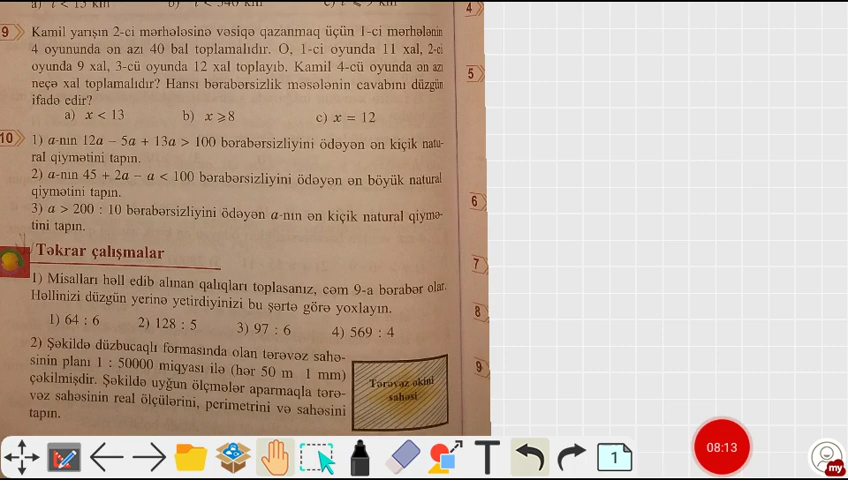 a) t < 13 km b) t < 340 km
4
9 Kamil yarışın 2-ci mərhələsinə vəsiqə qazanmaq üçün 1-ci mərhələnin
4 oyununda ən azı 40 bal toplamalıdır. O, 1-ci oyunda 11 xal, 2-ci
oyunda 9 xal, 3-cü oyunda 12 xal toplayıb. Kamil 4-cü oyunda ən azı
5
neçə xal toplamalıdır? Hansı bərabərsizlik məsələnin cavabını düzgün
ifadə edir?
a) x < 13 b) x ⩾ 8 c) x = 12
10 1) a-nın 12a − 5a + 13a > 100 bərabərsizliyini ödəyən ən kiçik natu-
ral qiymətini tapın.
2) a-nın 45 + 2a − a < 100 bərabərsizliyini ödəyən ən böyük natural
qiymətini tapın.
6
3) a > 200 : 10 bərabərsizliyini ödəyən a-nın ən kiçik natural qiymə-
tini tapın.
Təkrar çalışmalar
7
1) Misalları həll edib alınan qalıqları toplasanız, cəm 9-a bərabər olar.
Həllinizi düzgün yerinə yetirdiyinizi bu şərtə görə yoxlayın.
8
1) 64 : 6 2) 128 : 5 3) 97 : 6 4) 569 : 4
2) Şəkildə düzbucaqlı formasında olan tərəvəz sahə-
sinin planı 1 : 50000 miqyası ilə (hər 50 m 1 mm)
9
çəkilmişdir. Şəkildə uyğun ölçmələr aparmaqla tərə-
vəz sahəsinin real ölçülərini, perimetrini və sahəsini
tapın.
Tərəvəz əkini
sahəsi
T
1
08:13
my